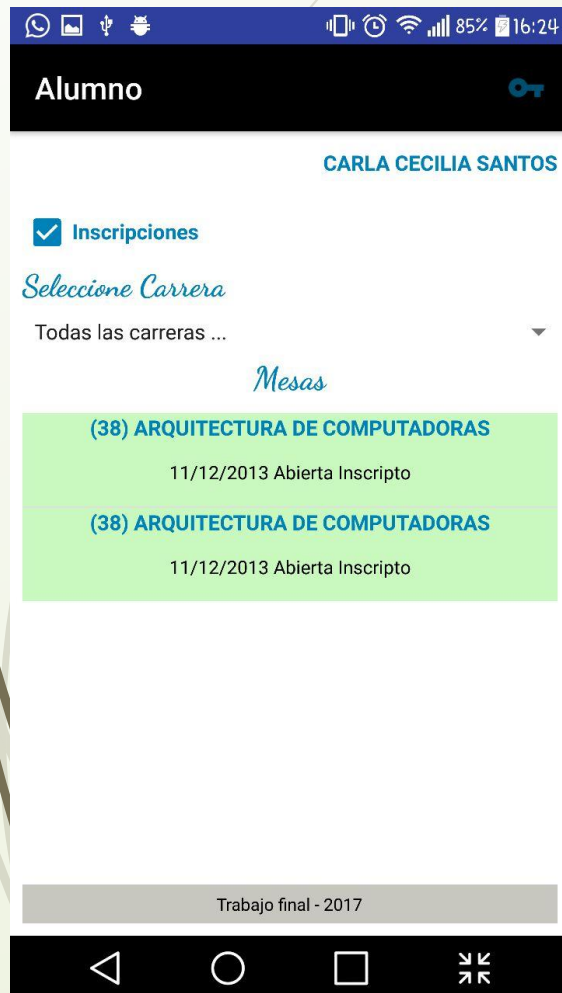 85% 16:24
Alumno
CARLA CECILIA SANTOS
Inscripciones
Seleccione Carrera
Todas las carreras ...
Mesas
(38) ARQUITECTURA DE COMPUTADORAS
11/12/2013 Abierta Inscripto
(38) ARQUITECTURA DE COMPUTADORAS
11/12/2013 Abierta Inscripto
Trabajo final - 2017